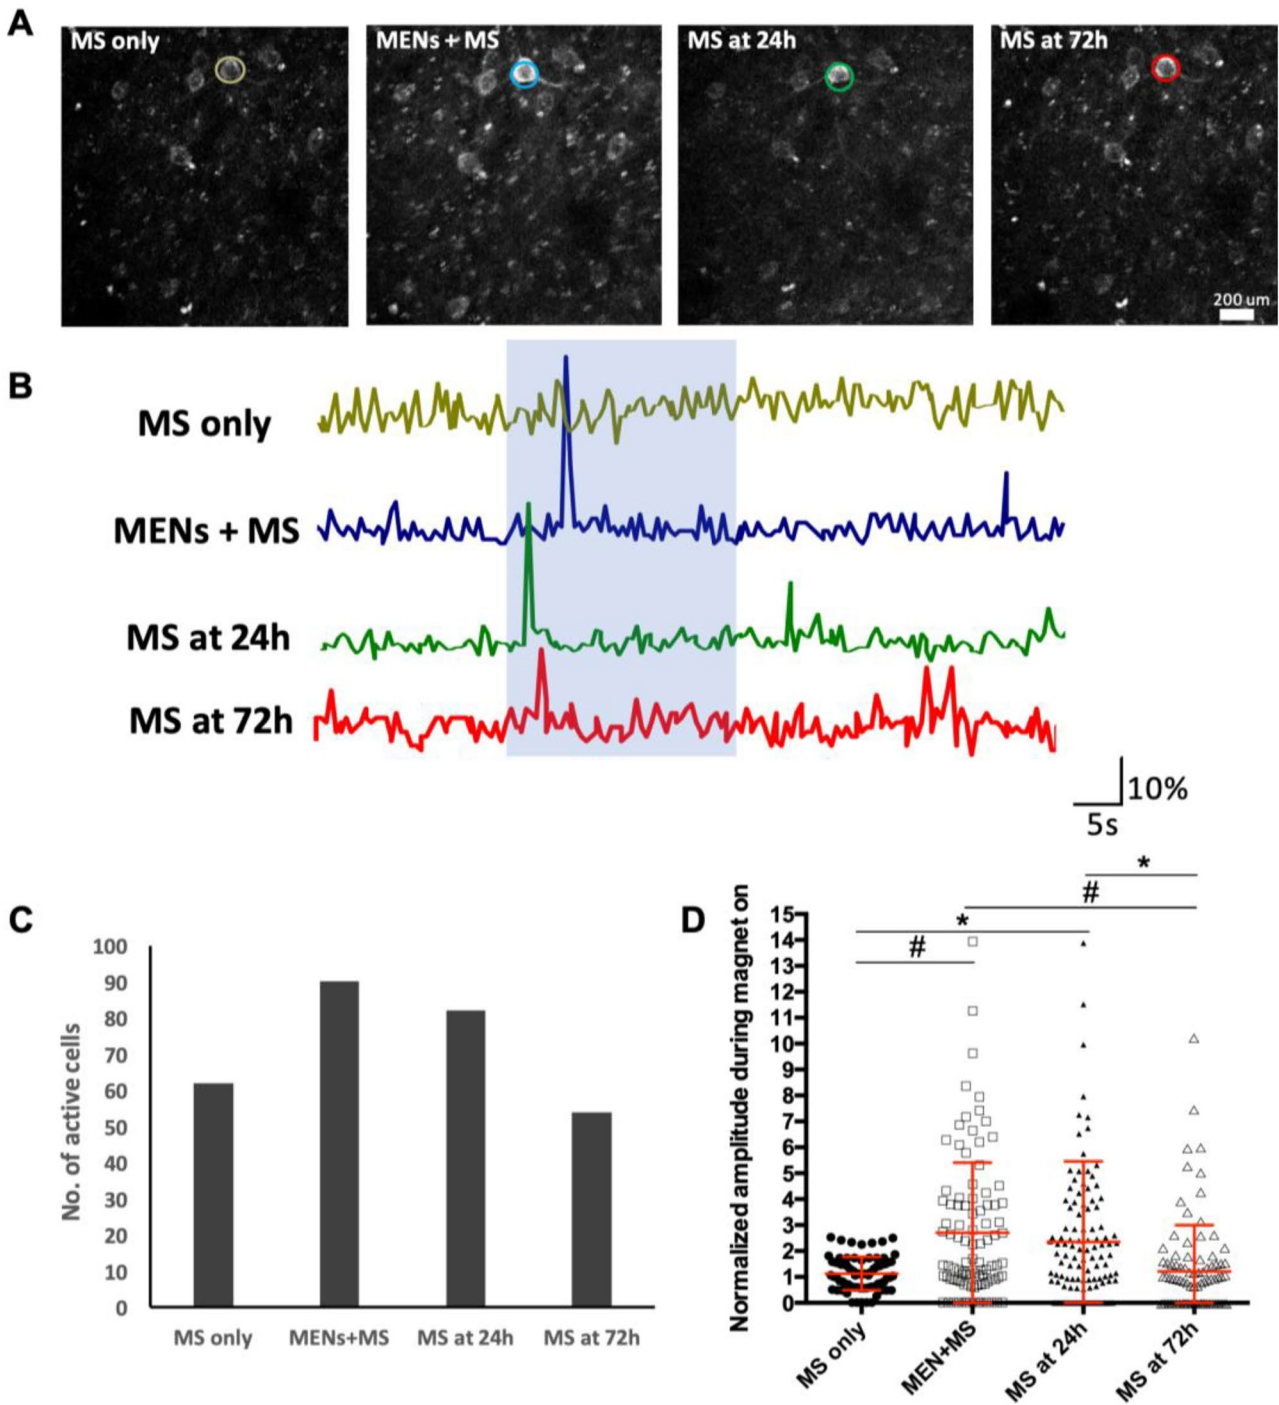 A
MS only
MENs + MS
MS at 24h
MS at 72h
200 um
B
MS only
MENs + MS
MS at 24h
MS at 72h
10%
5s
C
100
90
80
70
60
50
40
30
20
10
0
No. of active cells
MS only
MENs+MS
MS at 24h
MS at 72h
D
*
#
*
#
15
14
13
12
11
10
9
8
7
6
5
4
3
2
1
0
Normalized amplitude during magnet on
MS only
MEN+MS
MS at 24h
MS at 72h